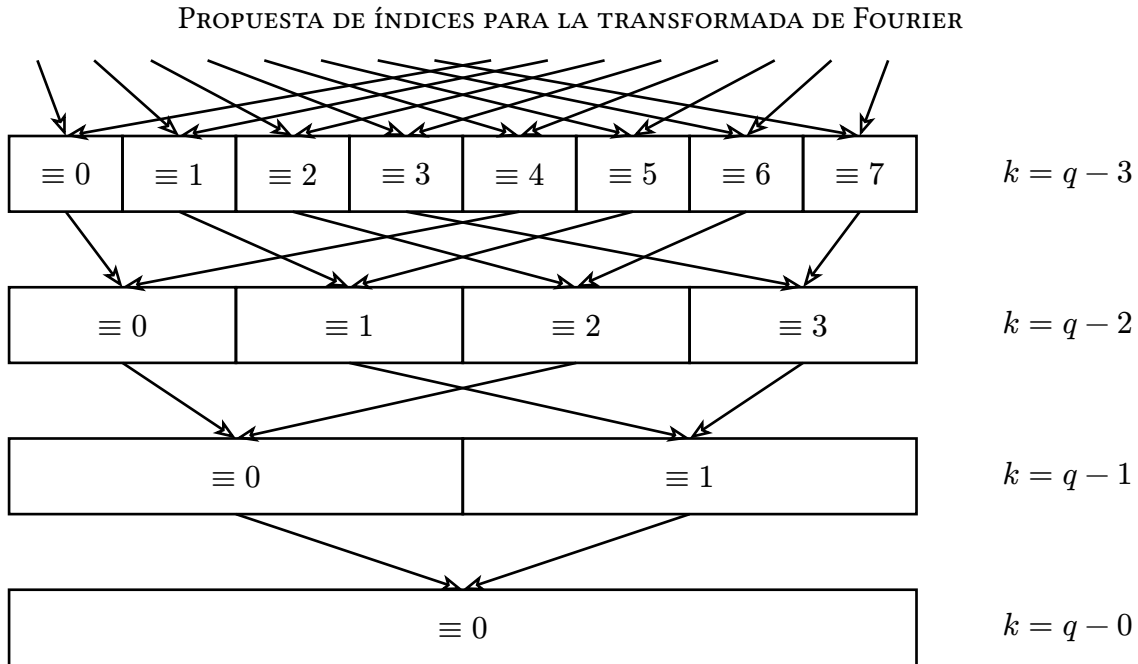 Propuesta de índices para la transformada de Fourier
≡ 0 ≡ 1 ≡ 2 ≡ 3 ≡ 4 ≡ 5 ≡ 6 ≡ 7 k = q − 3
≡ 0 ≡ 1 ≡ 2 ≡ 3 k = q − 2
≡ 0 ≡ 1 k = q − 1
≡ 0 k = q − 0